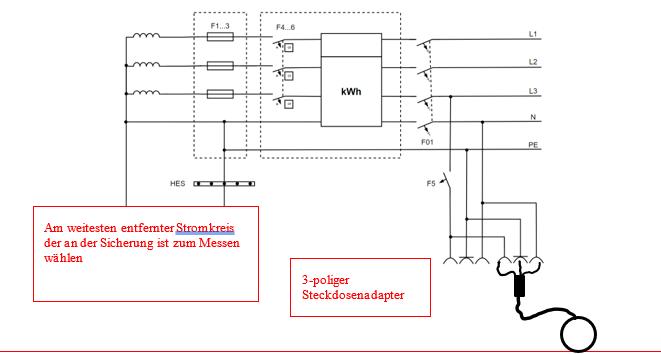 F1...3
F4...6
L1
L2
kWh
L3
N
F01
PE
HES
F5
Am weitesten entfernter Stromkreis
der an der Sicherung ist zum Messen
wählen
3-poliger
Steckdosenadapter